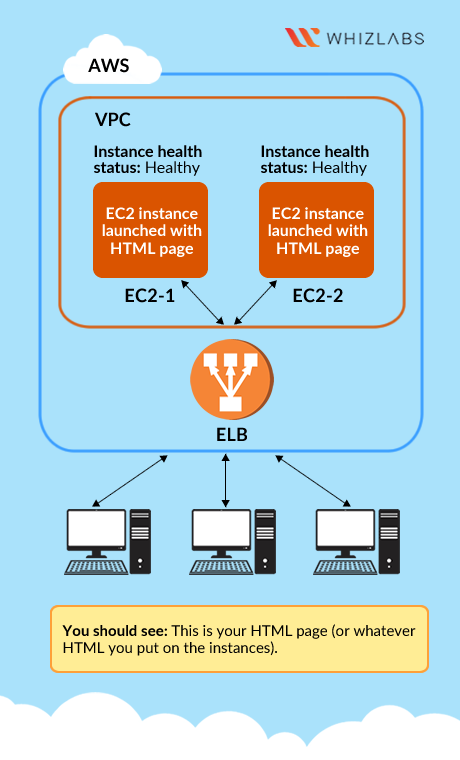 WHIZLABS
AWS
VPC
Instance health
status: Healthy
Instance health
status: Healthy
EC2 instance
launched with
HTML page
EC2 instance
launched with
HTML page
EC2-1
EC2-2
ELB
You should see: This is your HTML page (or whatever
HTML you put on the instances).